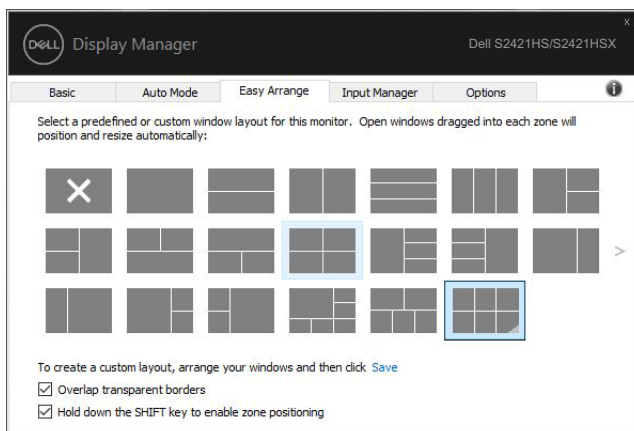 x
DELL Display Manager Dell S2421HS/S2421HSX
Basic Auto Mode Easy Arrange Input Manager Options i
Select a predefined or custom window layout for this monitor. Open windows dragged into each zone will
position and resize automatically:
>
To create a custom layout, arrange your windows and then click Save
Overlap transparent borders
Hold down the SHIFT key to enable zone positioning